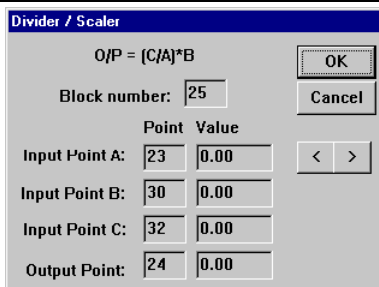 Divider / Scaler
O/P = (C/A)*B
OK
Block number: 25
Cancel
Point Value
Input Point A: 23 0.00
< >
Input Point B: 30 0.00
Input Point C: 32 0.00
Output Point: 24 0.00